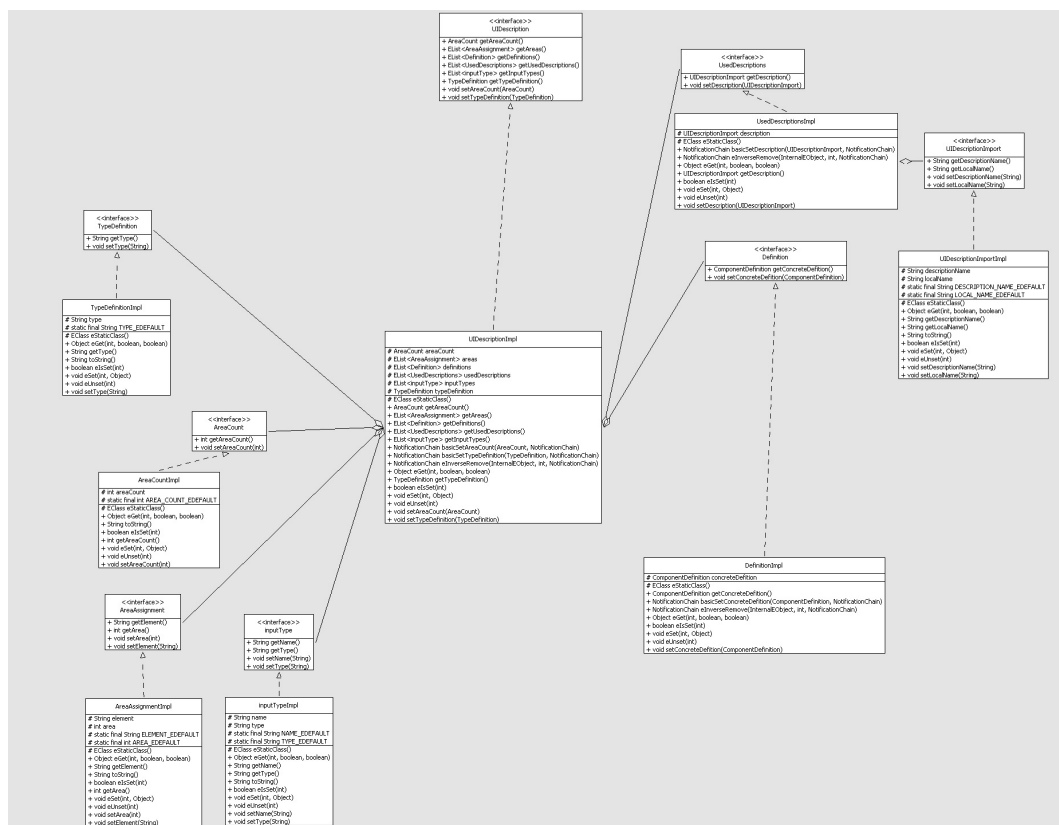 <<interface>>
UIDescription
+ AreaCount getAreaCount()
+ EList<AreaAssignment> getAreas()
+ EList<Definition> getDefinitions()
+ EList<UsedDescriptions> getUsedDescriptions()
+ EList<inputType> getInputTypes()
+ TypeDefinition getTypeDefinition()
+ void setAreaCount(AreaCount)
+ void setTypeDefinition(TypeDefinition)
<<interface>>
UsedDescriptions
+ UIDescriptionImport getDescription()
+ void setDescription(UIDescriptionImport)
UsedDescriptionsImpl
# UIDescriptionImport description
# EClass eStaticClass()
+ NotificationChain basicSetDescription(UIDescriptionImport, NotificationChain)
+ NotificationChain eInverseRemove(InternalEObject, int, NotificationChain)
+ Object eGet(int, boolean, boolean)
+ UIDescriptionImport getDescription()
+ boolean eIsSet(int)
+ void eSet(int, Object)
+ void eUnset(int)
+ void setDescription(UIDescriptionImport)
<<interface>>
UIDescriptionImport
+ String getDescriptionName()
+ String getLocalName()
+ void setDescriptionName(String)
+ void setLocalName(String)
UIDescriptionImportImpl
# String descriptionName
# String localName
# static final String DESCRIPTION_NAME_EDEFAULT
# static final String LOCAL_NAME_EDEFAULT
# EClass eStaticClass()
+ Object eGet(int, boolean, boolean)
+ String getDescriptionName()
+ String getLocalName()
+ String toString()
+ boolean eIsSet(int)
+ void eSet(int, Object)
+ void eUnset(int)
+ void setDescriptionName(String)
+ void setLocalName(String)
<<interface>>
TypeDefinition
+ String getType()
+ void setType(String)
TypeDefinitionImpl
# String type
# static final String TYPE_EDEFAULT
# EClass eStaticClass()
+ Object eGet(int, boolean, boolean)
+ String getType()
+ String toString()
+ boolean eIsSet(int)
+ void eSet(int, Object)
+ void eUnset(int)
+ void setType(String)
<<interface>>
Definition
+ ComponentDefinition getConcreteDefition()
+ void setConcreteDefition(ComponentDefinition)
UIDescriptionImpl
# AreaCount areaCount
# EList<AreaAssignment> areas
# EList<Definition> definitions
# EList<UsedDescriptions> usedDescriptions
# EList<inputType> inputTypes
# TypeDefinition typeDefinition
# EClass eStaticClass()
+ AreaCount getAreaCount()
+ EList<AreaAssignment> getAreas()
+ EList<Definition> getDefinitions()
+ EList<UsedDescriptions> getUsedDescriptions()
+ EList<inputType> getInputTypes()
+ NotificationChain basicSetAreaCount(AreaCount, NotificationChain)
+ NotificationChain basicSetTypeDefinition(TypeDefinition, NotificationChain)
+ NotificationChain eInverseRemove(InternalEObject, int, NotificationChain)
+ Object eGet(int, boolean, boolean)
+ TypeDefinition getTypeDefinition()
+ boolean eIsSet(int)
+ void eSet(int, Object)
+ void eUnset(int)
+ void setAreaCount(AreaCount)
+ void setTypeDefinition(TypeDefinition)
<<interface>>
AreaCount
+ int getAreaCount()
+ void setAreaCount(int)
AreaCountImpl
# int areaCount
# static final int AREA_COUNT_EDEFAULT
# EClass eStaticClass()
+ Object eGet(int, boolean, boolean)
+ String toString()
+ boolean eIsSet(int)
+ int getAreaCount()
+ void eSet(int, Object)
+ void eUnset(int)
+ void setAreaCount(int)
DefinitionImpl
# ComponentDefinition concreteDefition
# EClass eStaticClass()
+ ComponentDefinition getConcreteDefition()
+ NotificationChain basicSetConcreteDefition(ComponentDefinition, NotificationChain)
+ NotificationChain eInverseRemove(InternalEObject, int, NotificationChain)
+ Object eGet(int, boolean, boolean)
+ boolean eIsSet(int)
+ void eSet(int, Object)
+ void eUnset(int)
+ void setConcreteDefition(ComponentDefinition)
<<interface>>
AreaAssignment
+ String getElement()
+ int getArea()
+ void setArea(int)
+ void setElement(String)
<<interface>>
inputType
+ String getName()
+ String getType()
+ void setName(String)
+ void setType(String)
AreaAssignmentImpl
# String element
# int area
# static final String ELEMENT_EDEFAULT
# static final int AREA_EDEFAULT
# EClass eStaticClass()
+ Object eGet(int, boolean, boolean)
+ String getElement()
+ String toString()
+ boolean eIsSet(int)
+ int getArea()
+ void eSet(int, Object)
+ void eUnset(int)
+ void setArea(int)
+ void setElement(String)
inputTypeImpl
# String name
# String type
# static final String NAME_EDEFAULT
# static final String TYPE_EDEFAULT
# EClass eStaticClass()
+ Object eGet(int, boolean, boolean)
+ String getName()
+ String getType()
+ String toString()
+ boolean eIsSet(int)
+ void eSet(int, Object)
+ void eUnset(int)
+ void setName(String)
+ void setType(String)